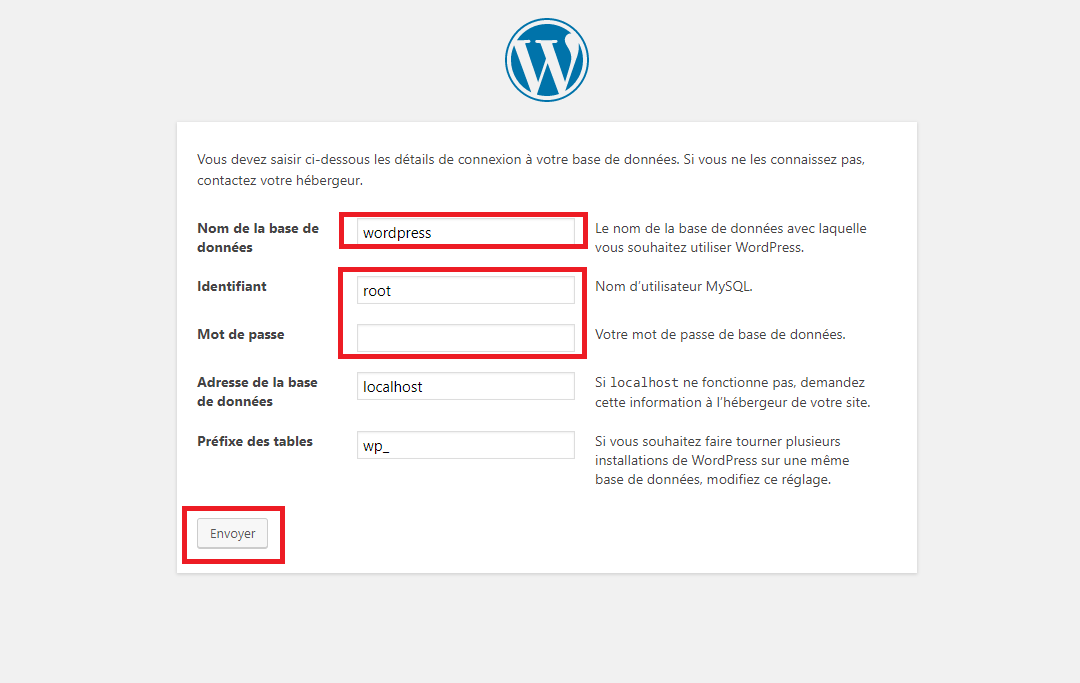 Vous devez saisir ci-dessous les détails de connexion à votre base de données. Si vous ne les connaissez pas,
contactez votre hébergeur.
Nom de la base de
données
wordpress
Le nom de la base de données avec laquelle
vous souhaitez utiliser WordPress.
Identifiant
root
Nom d’utilisateur MySQL.
Mot de passe
Votre mot de passe de base de données.
Adresse de la base
de données
localhost
Si localhost ne fonctionne pas, demandez
cette information à l’hébergeur de votre site.
Préfixe des tables
wp_
Si vous souhaitez faire tourner plusieurs
installations de WordPress sur une même
base de données, modifiez ce réglage.
Envoyer